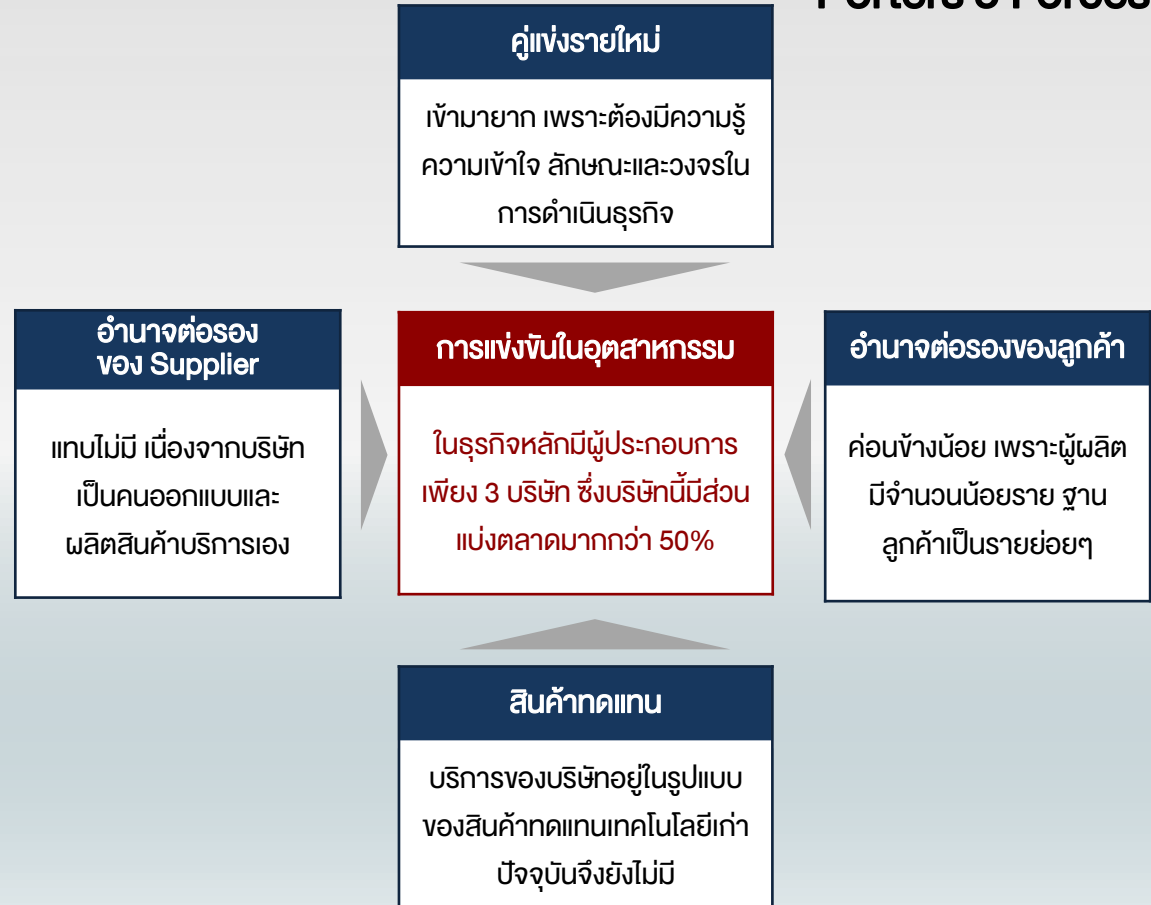 Porter's 5 Forces
คู่แข่งรายใหม่
เข้ามายาก เพราะต้องมีความรู้
ความเข้าใจ ลักษณะและวงจรใน
การดำเนินธุรกิจ
อำนาจต่อรอง
ของ Supplier
แทบไม่มี เนื่องจากบริษัท
เป็นคนออกแบบและ
ผลิตสินค้าบริการเอง
การแข่งขันในอุตสาหกรรม
ในธุรกิจหลักมีผู้ประกอบการ
เพียง 3 บริษัท ซึ่งบริษัทนี้มีส่วน
แบ่งตลาดมากกว่า 50%
อำนาจต่อรองของลูกค้า
ค่อนข้างน้อย เพราะผู้ผลิต
มีจำนวนน้อยราย ฐาน
ลูกค้าเป็นรายย่อยๆ
สินค้าทดแทน
บริการของบริษัทอยู่ในรูปแบบ
ของสินค้าทดแทนเทคโนโลยีเก่า
ปัจจุบันจึงยังไม่มี